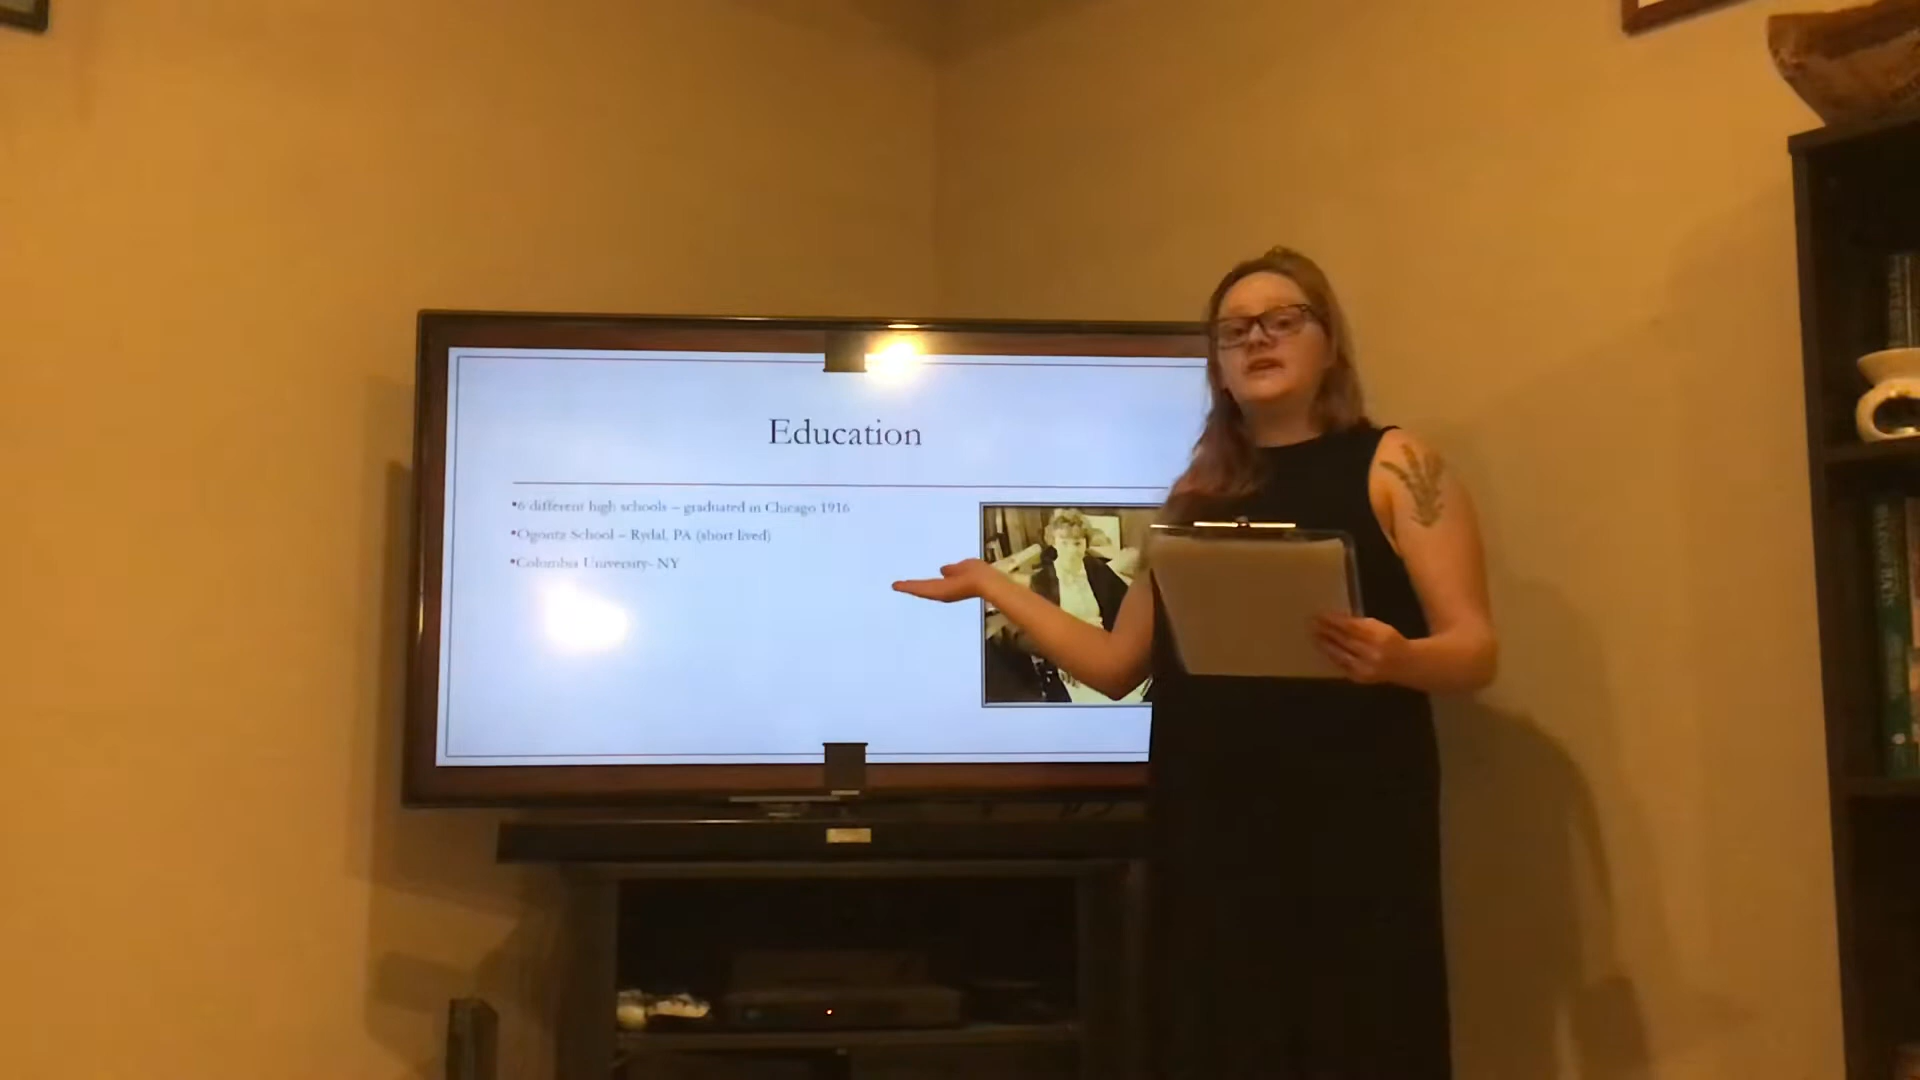 Education
•6 different high schools – graduated in Chicago 1916
•Ogontz School – Rydal, PA (short lived)
•Columbia University- NY